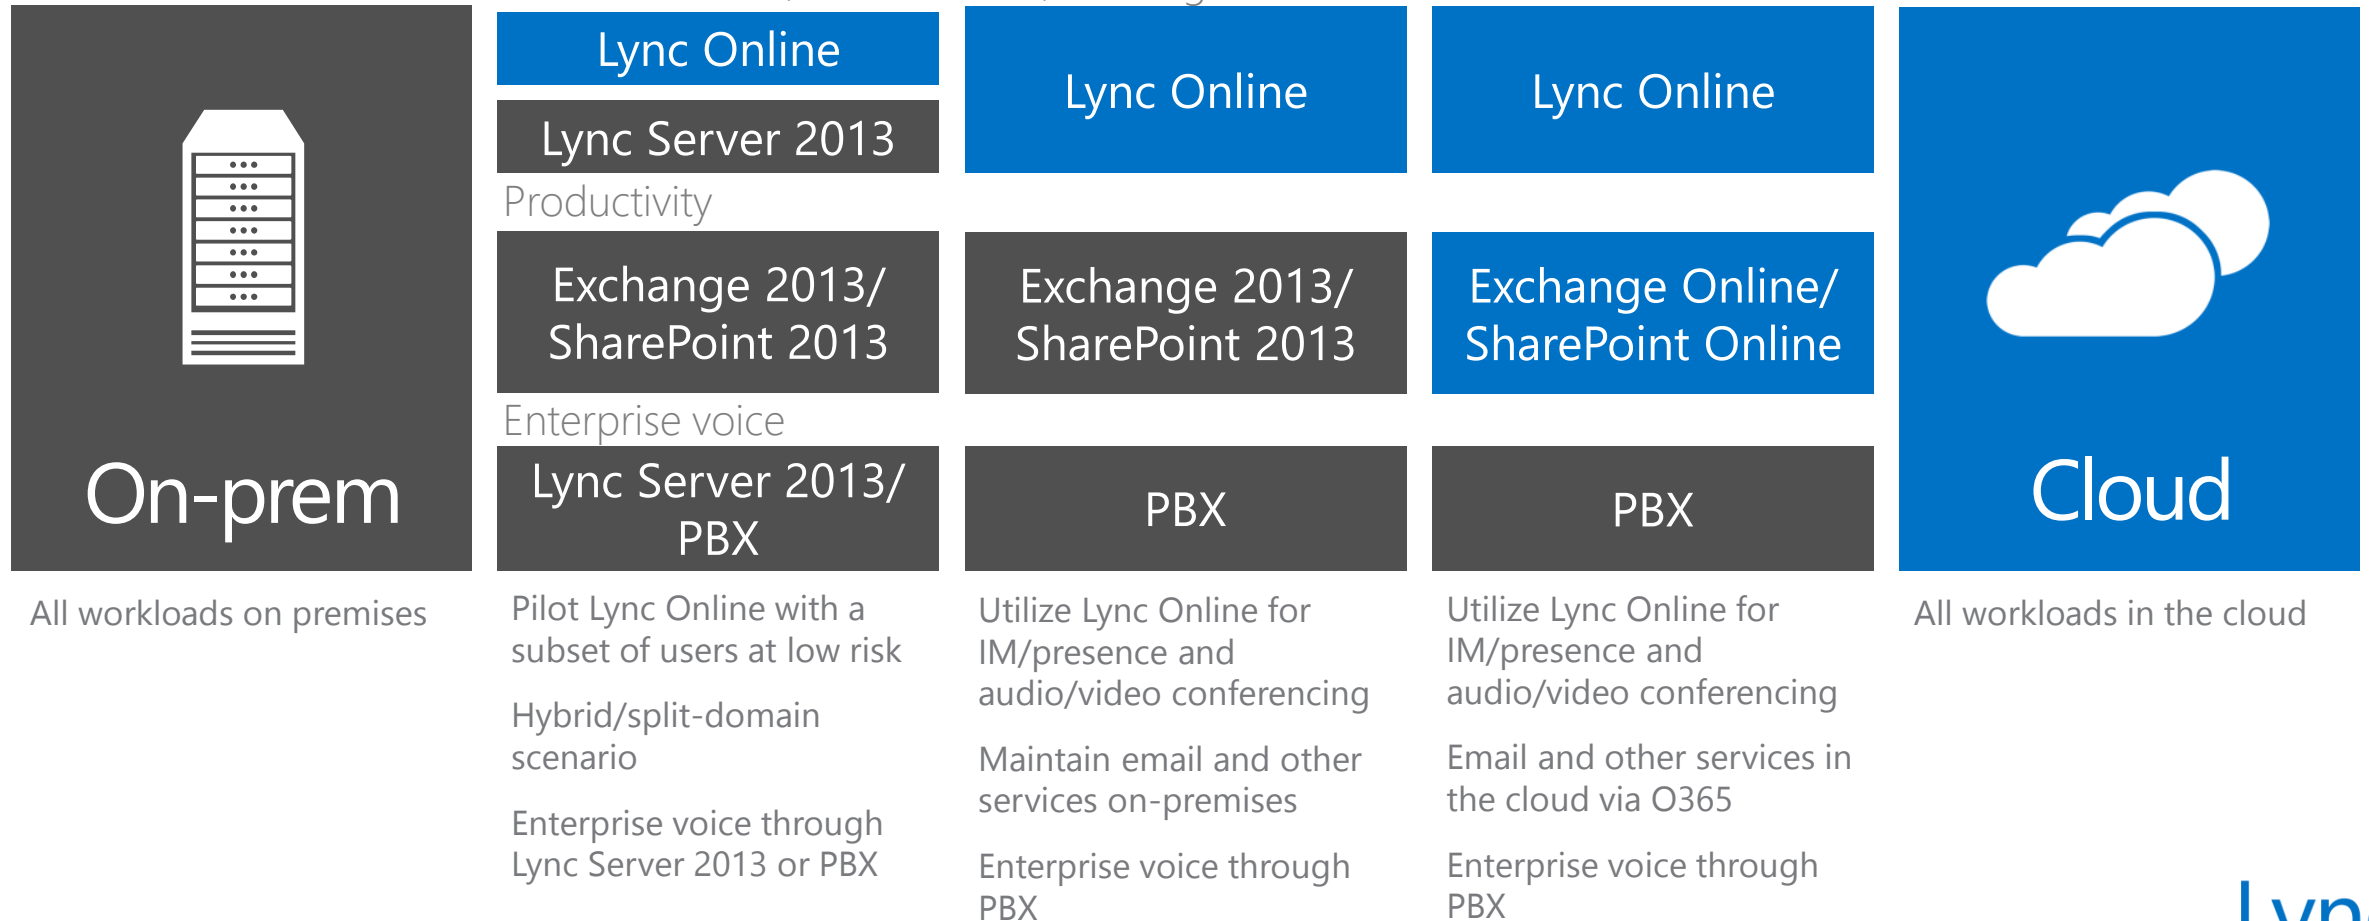 On-prem
All workloads on premises
Lync Online
Lync Server 2013
Productivity
Exchange 2013/
SharePoint 2013
Enterprise voice
Lync Server 2013/
PBX
Pilot Lync Online with a
subset of users at low risk
Hybrid/split-domain
scenario
Enterprise voice through
Lync Server 2013 or PBX
Lync Online
Exchange 2013/
SharePoint 2013
PBX
Utilize Lync Online for
IM/presence and
audio/video conferencing
Maintain email and other
services on-premises
Enterprise voice through
PBX
Lync Online
Exchange Online/
SharePoint Online
PBX
Utilize Lync Online for
IM/presence and
audio/video conferencing
Email and other services in
the cloud via O365
Enterprise voice through
PBX
Cloud
All workloads in the cloud